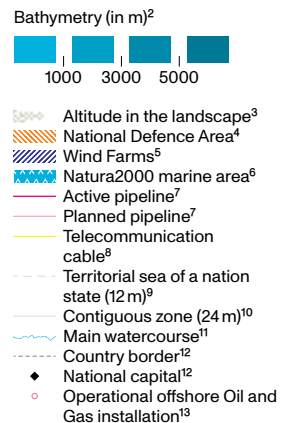 Bathymetry (in m)²
1000 3000 5000
Altitude in the landscape³
National Defence Area⁴
Wind Farms⁵
Natura2000 marine area⁶
Active pipeline⁷
Planned pipeline⁷
Telecommunication
cable⁸
Territorial sea of a nation
state (12 m)⁹
Contiguous zone (24 m)¹⁰
Main watercourse¹¹
Country border¹²
National capital¹²
Operational offshore Oil and
Gas installation¹³